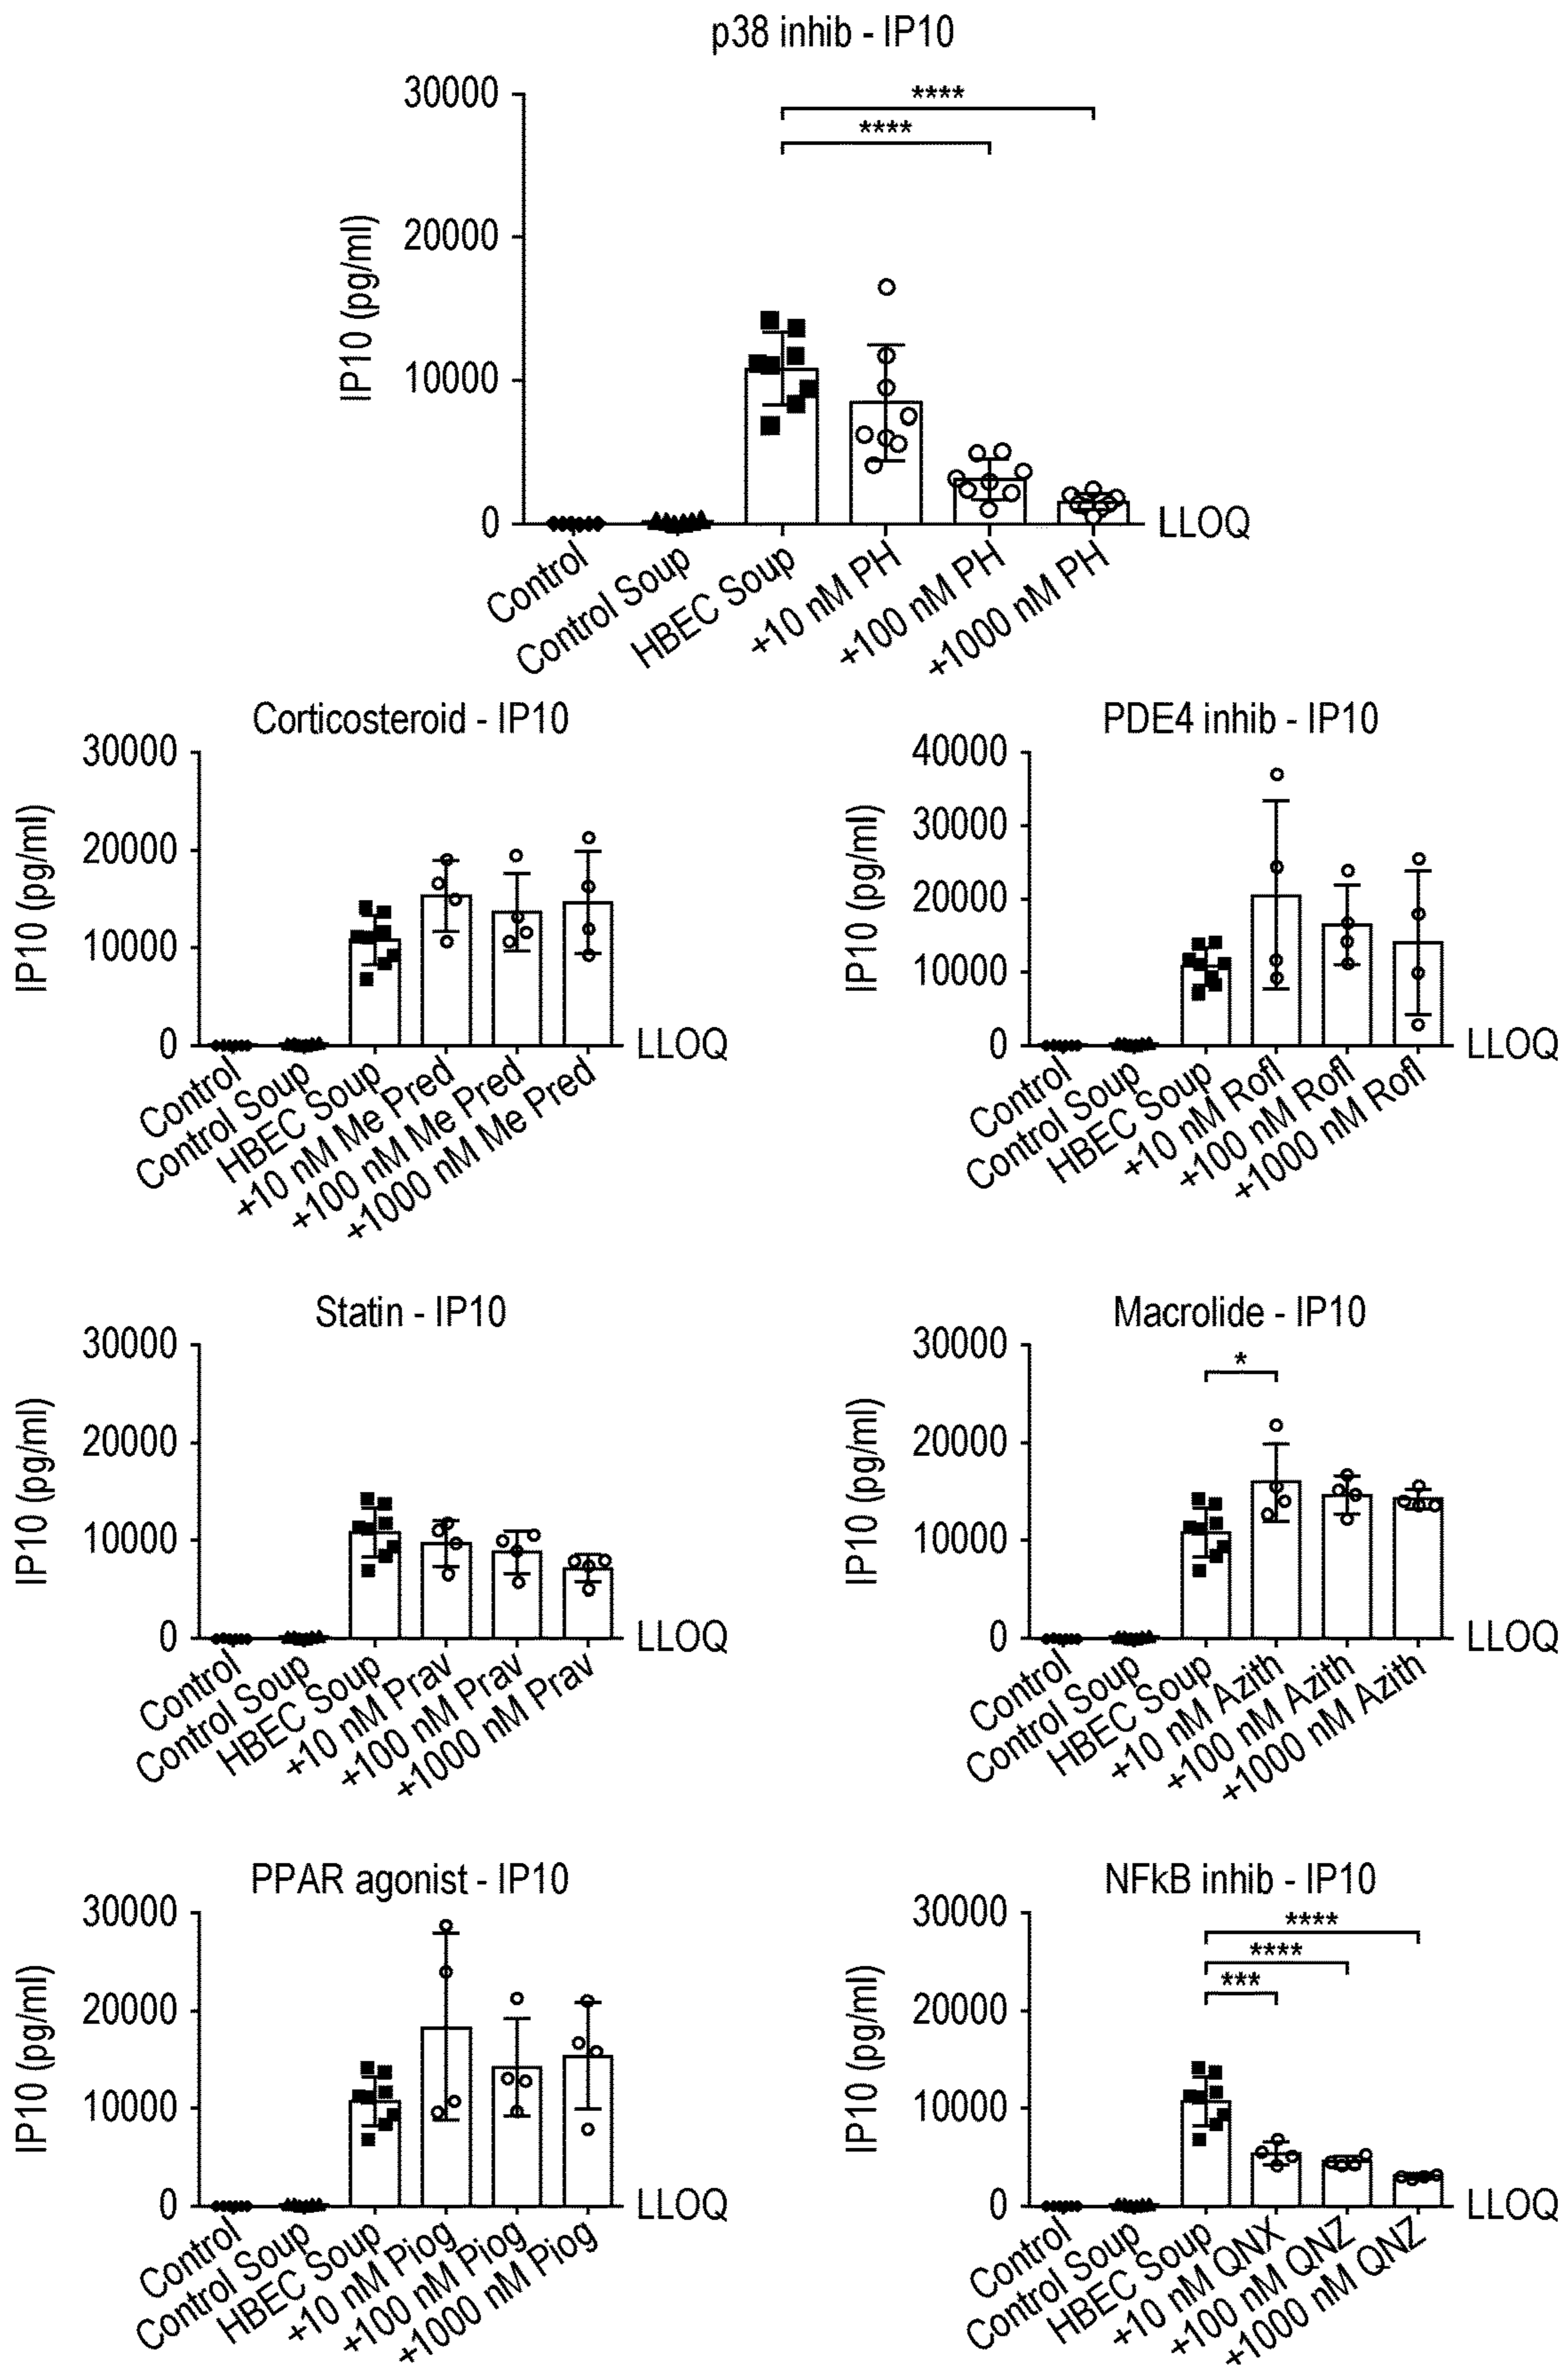 p38 inhib - IP10
30000
20000
10000
0
IP10 (pg/ml)
****
****
LLOQ
Control
Control Soup
HBEC Soup
+10 nM PH
+100 nM PH
+1000 nM PH
Corticosteroid - IP10
30000
20000
10000
0
IP10 (pg/ml)
LLOQ
Control
Control Soup
HBEC Soup
+10 nM Me Pred
+100 nM Me Pred
+1000 nM Me Pred
PDE4 inhib - IP10
40000
30000
20000
10000
0
IP10 (pg/ml)
LLOQ
Control
Control Soup
HBEC Soup
+10 nM Rofl
+100 nM Rofl
+1000 nM Rofl
Statin - IP10
30000
20000
10000
0
IP10 (pg/ml)
LLOQ
Control
Control Soup
HBEC Soup
+10 nM Prav
+100 nM Prav
+1000 nM Prav
Macrolide - IP10
30000
20000
10000
0
IP10 (pg/ml)
*
LLOQ
Control
Control Soup
HBEC Soup
+10 nM Azith
+100 nM Azith
+1000 nM Azith
PPAR agonist - IP10
30000
20000
10000
0
IP10 (pg/ml)
LLOQ
Control
Control Soup
HBEC Soup
+10 nM Piog
+100 nM Piog
+1000 nM Piog
NFkB inhib - IP10
30000
20000
10000
0
IP10 (pg/ml)
****
****
***
LLOQ
Control
Control Soup
HBEC Soup
+10 nM QNX
+100 nM QNZ
+1000 nM QNZ